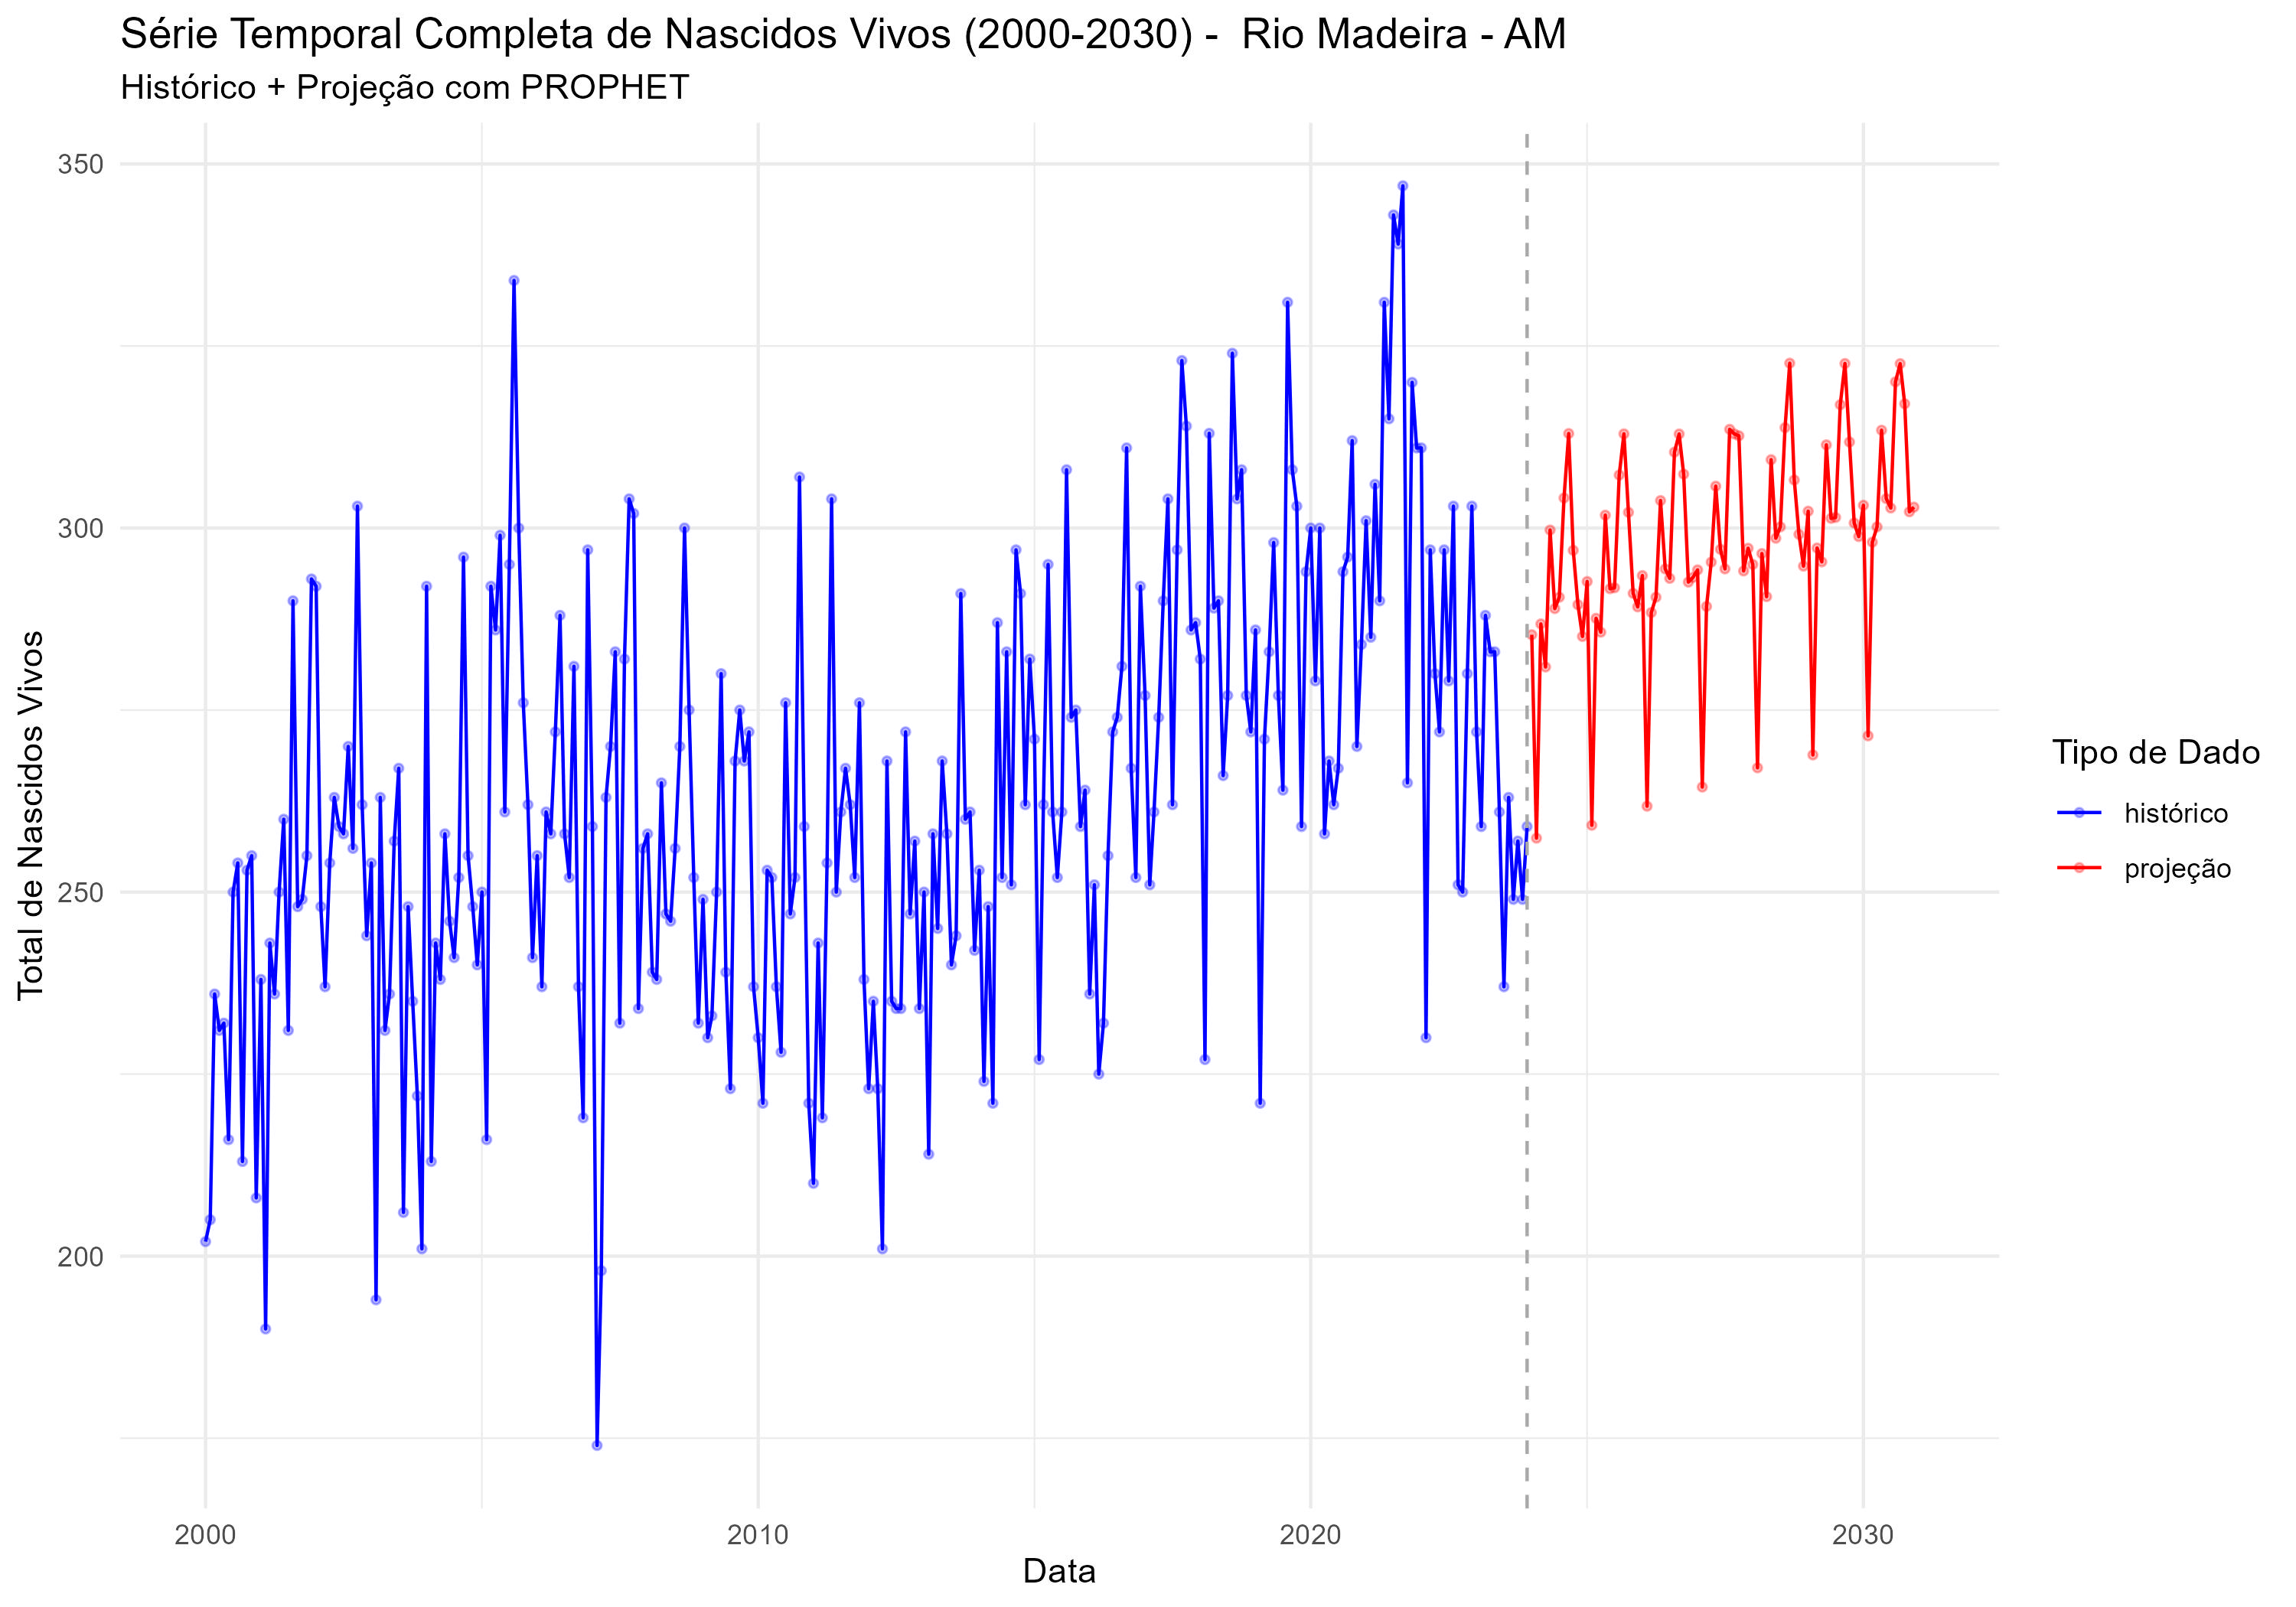 Série Temporal Completa de Nascidos Vivos (2000-2030) -  Rio Madeira - AM
Histórico + Projeção com PROPHET
350
300
250
200
Total de Nascidos Vivos
2000
2010
2020
2030
Data
Tipo de Dado
histórico
projeção